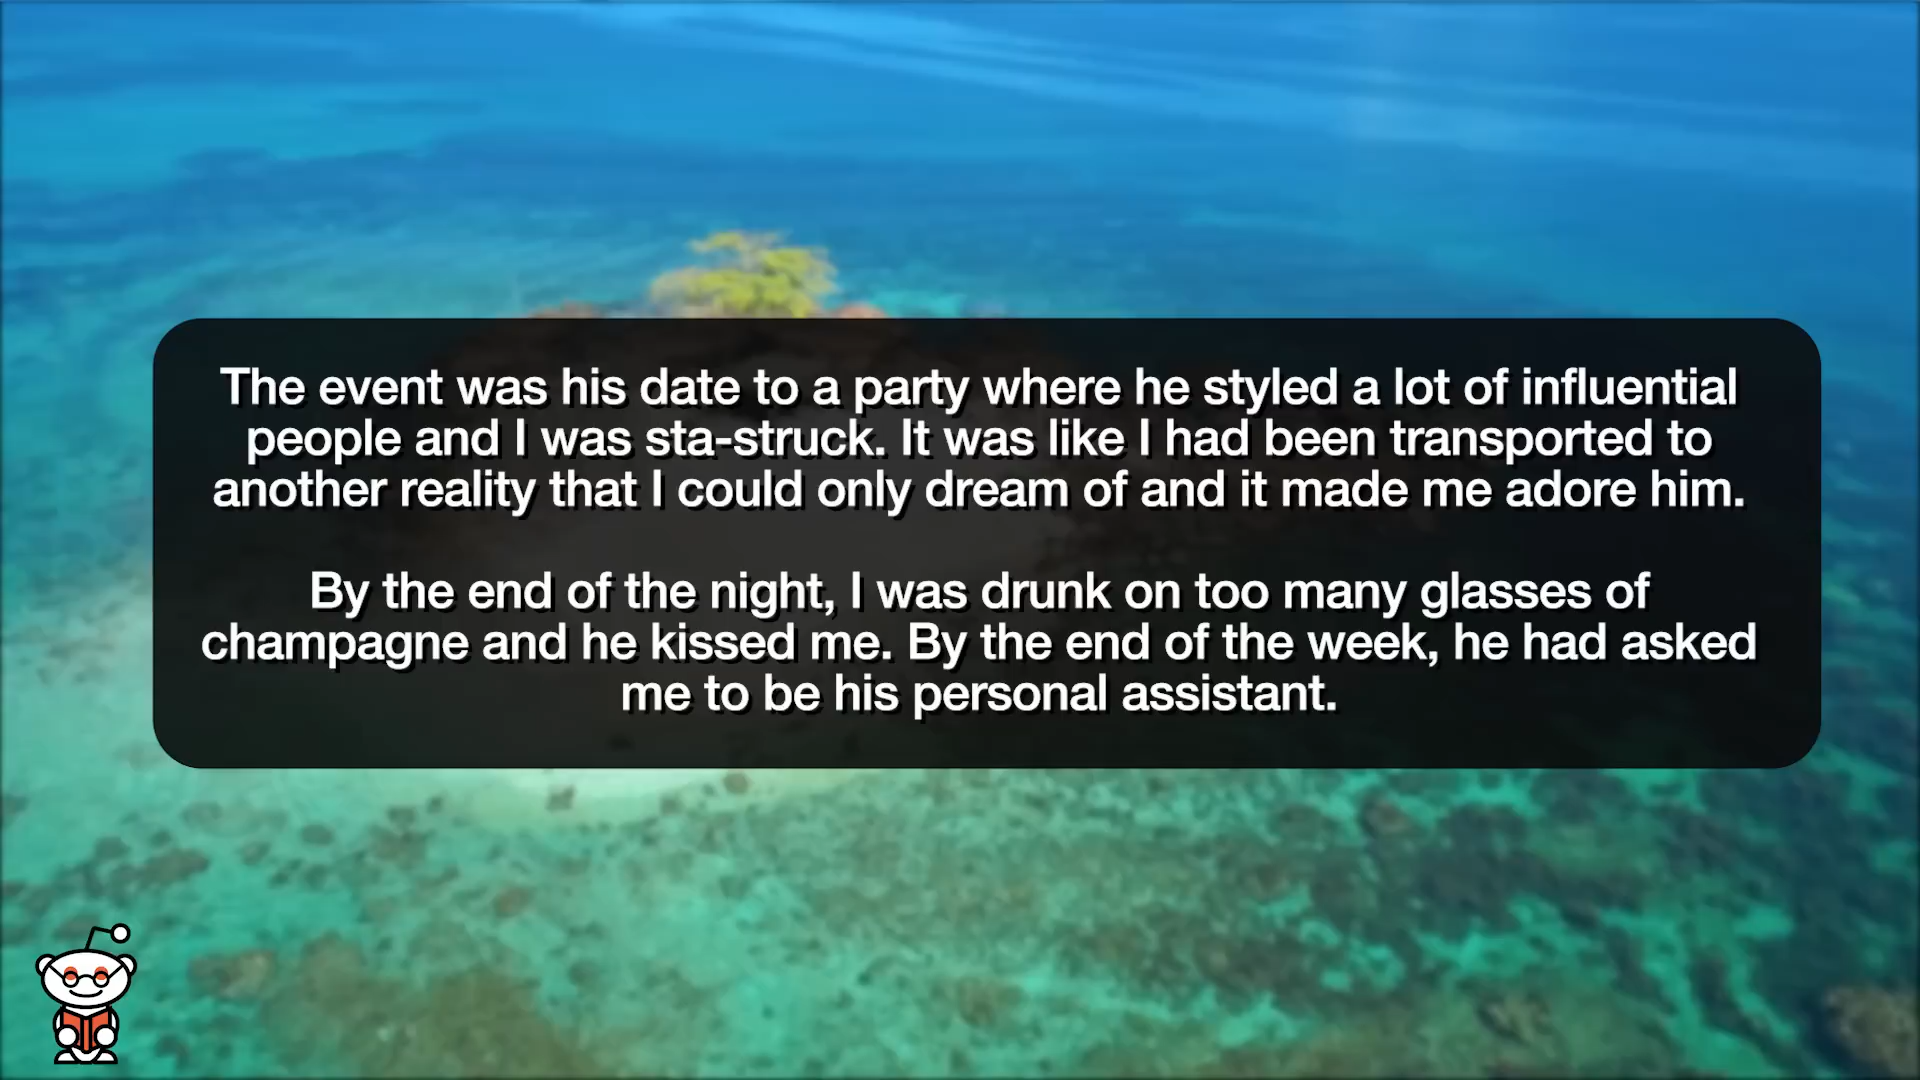 The event was his date to a party where he styled a lot of influential
people and I was sta-struck. It was like I had been transported to
another reality that I could only dream of and it made me adore him.
By the end of the night, I was drunk on too many glasses of
champagne and he kissed me. By the end of the week, he had asked
me to be his personal assistant.